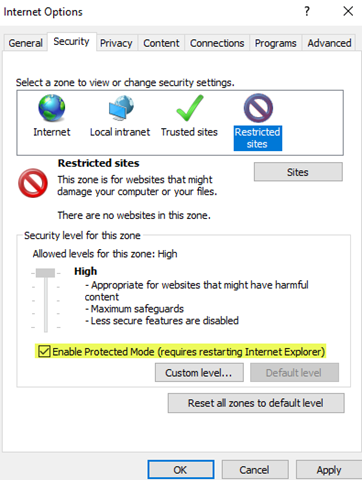 Internet Options
? ×
General Security Privacy Content Connections Programs Advanced
Select a zone to view or change security settings.
Internet Local intranet Trusted sites Restricted
sites
Restricted sites
Sites
This zone is for websites that might
damage your computer or your files.
There are no websites in this zone.
Security level for this zone
Allowed levels for this zone: High
High
- Appropriate for websites that might have harmful
content
- Maximum safeguards
- Less secure features are disabled
Enable Protected Mode (requires restarting Internet Explorer)
Custom level... Default level
Reset all zones to default level
OK Cancel Apply